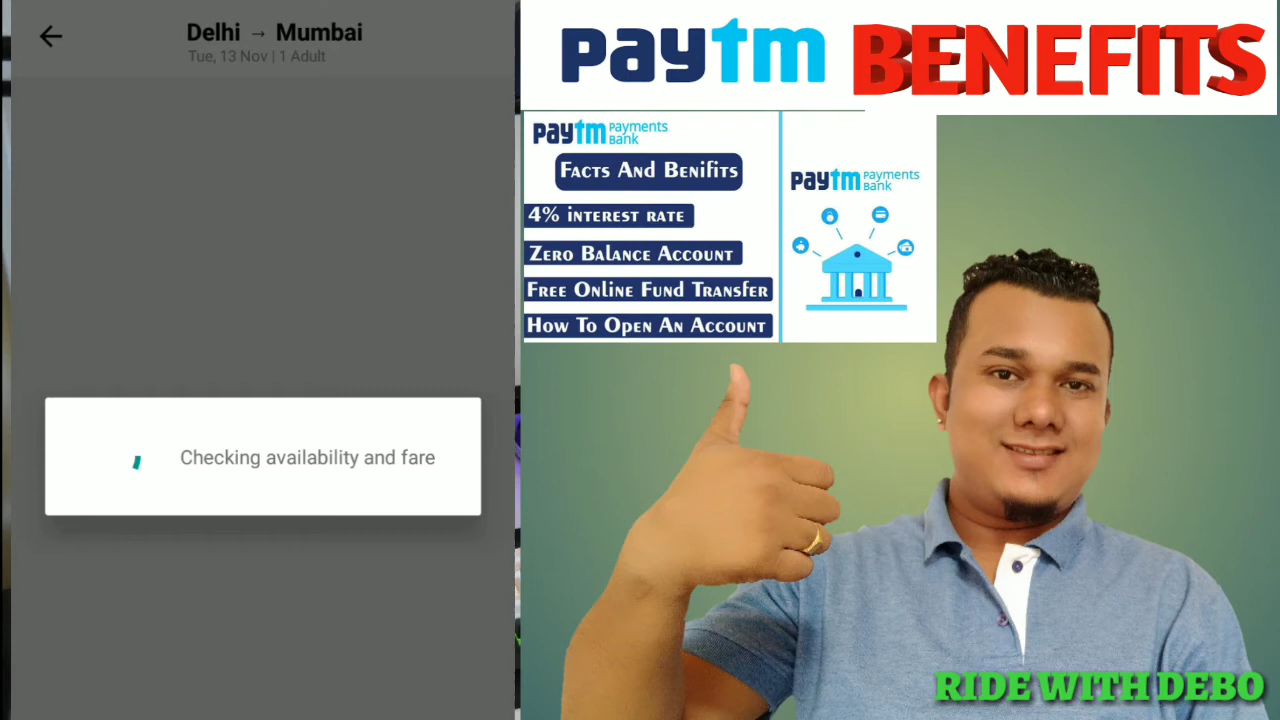 Delhi → Mumbai
Tue, 13 Nov | 1 Adult
Checking availability and fare
paytm BENEFITS
paytm Payments Bank
Facts And Benifits
4% interest rate
Zero Balance Account
Free Online Fund Transfer
How To Open An Account
paytm Payments Bank
RIDE WITH DEBO